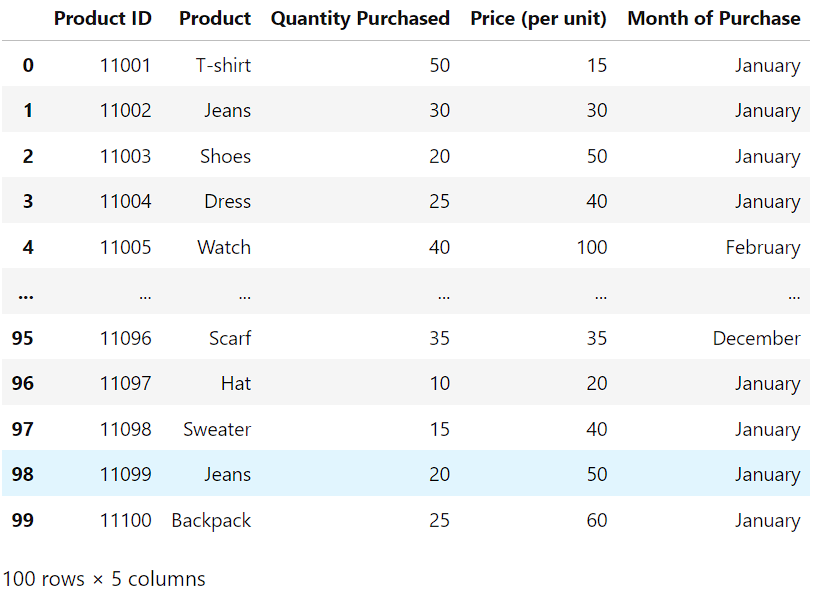 Product ID Product Quantity Purchased Price (per unit) Month of Purchase
0 11001 T-shirt 50 15 January
1 11002 Jeans 30 30 January
2 11003 Shoes 20 50 January
3 11004 Dress 25 40 January
4 11005 Watch 40 100 February
... ... ... ... ... ...
95 11096 Scarf 35 35 December
96 11097 Hat 10 20 January
97 11098 Sweater 15 40 January
98 11099 Jeans 20 50 January
99 11100 Backpack 25 60 January
100 rows × 5 columns